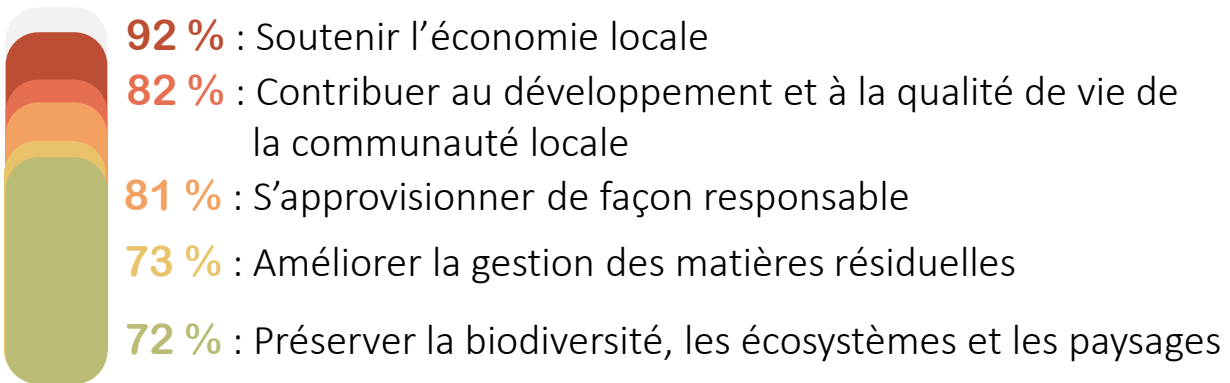 92 % : Soutenir l’économie locale
82 % : Contribuer au développement et à la qualité de vie de
la communauté locale
81 % : S’approvisionner de façon responsable
73 % : Améliorer la gestion des matières résiduelles
72 % : Préserver la biodiversité, les écosystèmes et les paysages